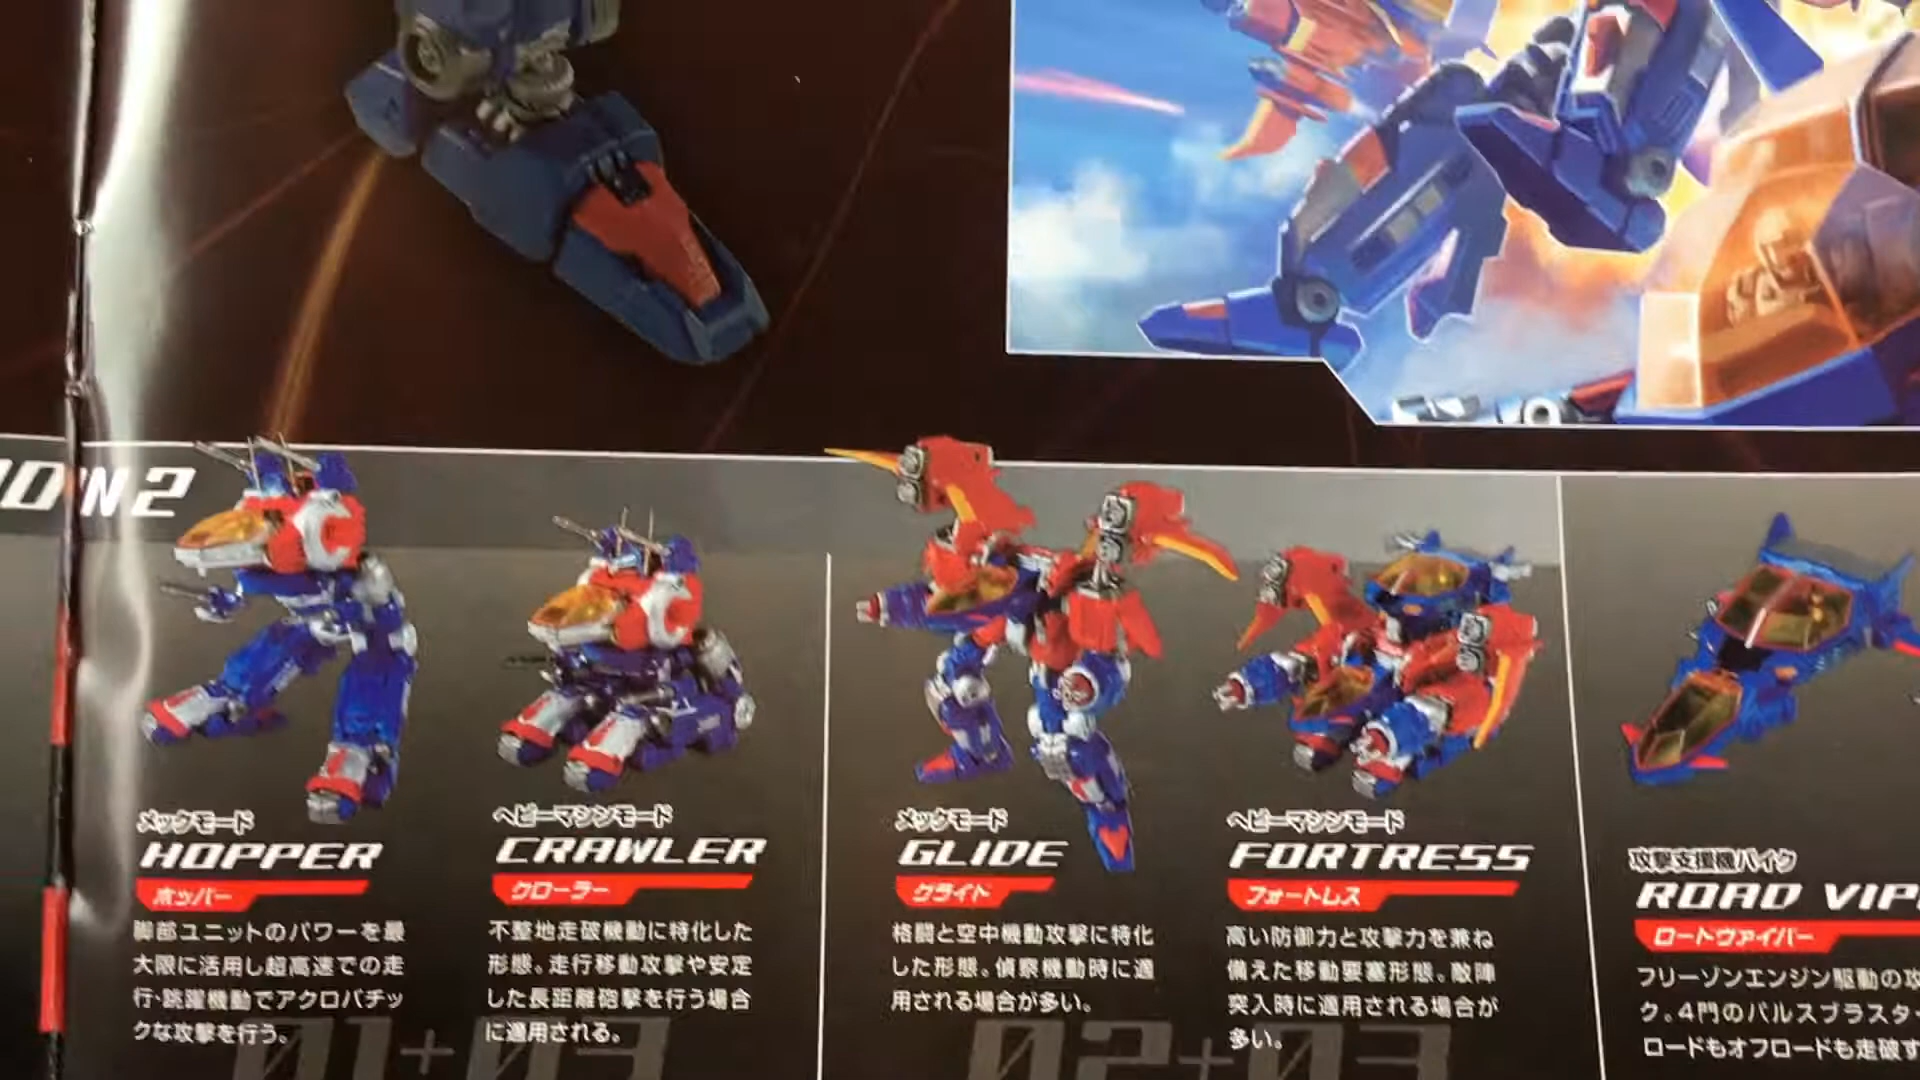 ION 2
メックモード
HOPPER
ホッパー
脚部ユニットのパワーを最
大限に活用し超高速での走
行・跳躍機動でアクロバチッ
クな攻撃を行う。
ヘビーマシンモード
CRAWLER
クローラー
不整地走破機動に特化した
形態。走行移動攻撃や安定
した長距離砲撃を行う場合
に適用される。
01+03
メックモード
GLIDE
グライド
格闘と空中機動攻撃に特化
した形態。偵察機動時に適
用される場合が多い。
ヘビーマシンモード
FORTRESS
フォートレス
高い防御力と攻撃力を兼ね
備えた移動要塞形態。敵陣
突入時に適用される場合が
多い。
02+03
攻撃支援機バイク
ROAD VIP
ロードヴァイパー
フリーゾンエンジン駆動の攻
ク。4門のパルスブラスター
ロードもオフロードも走破す